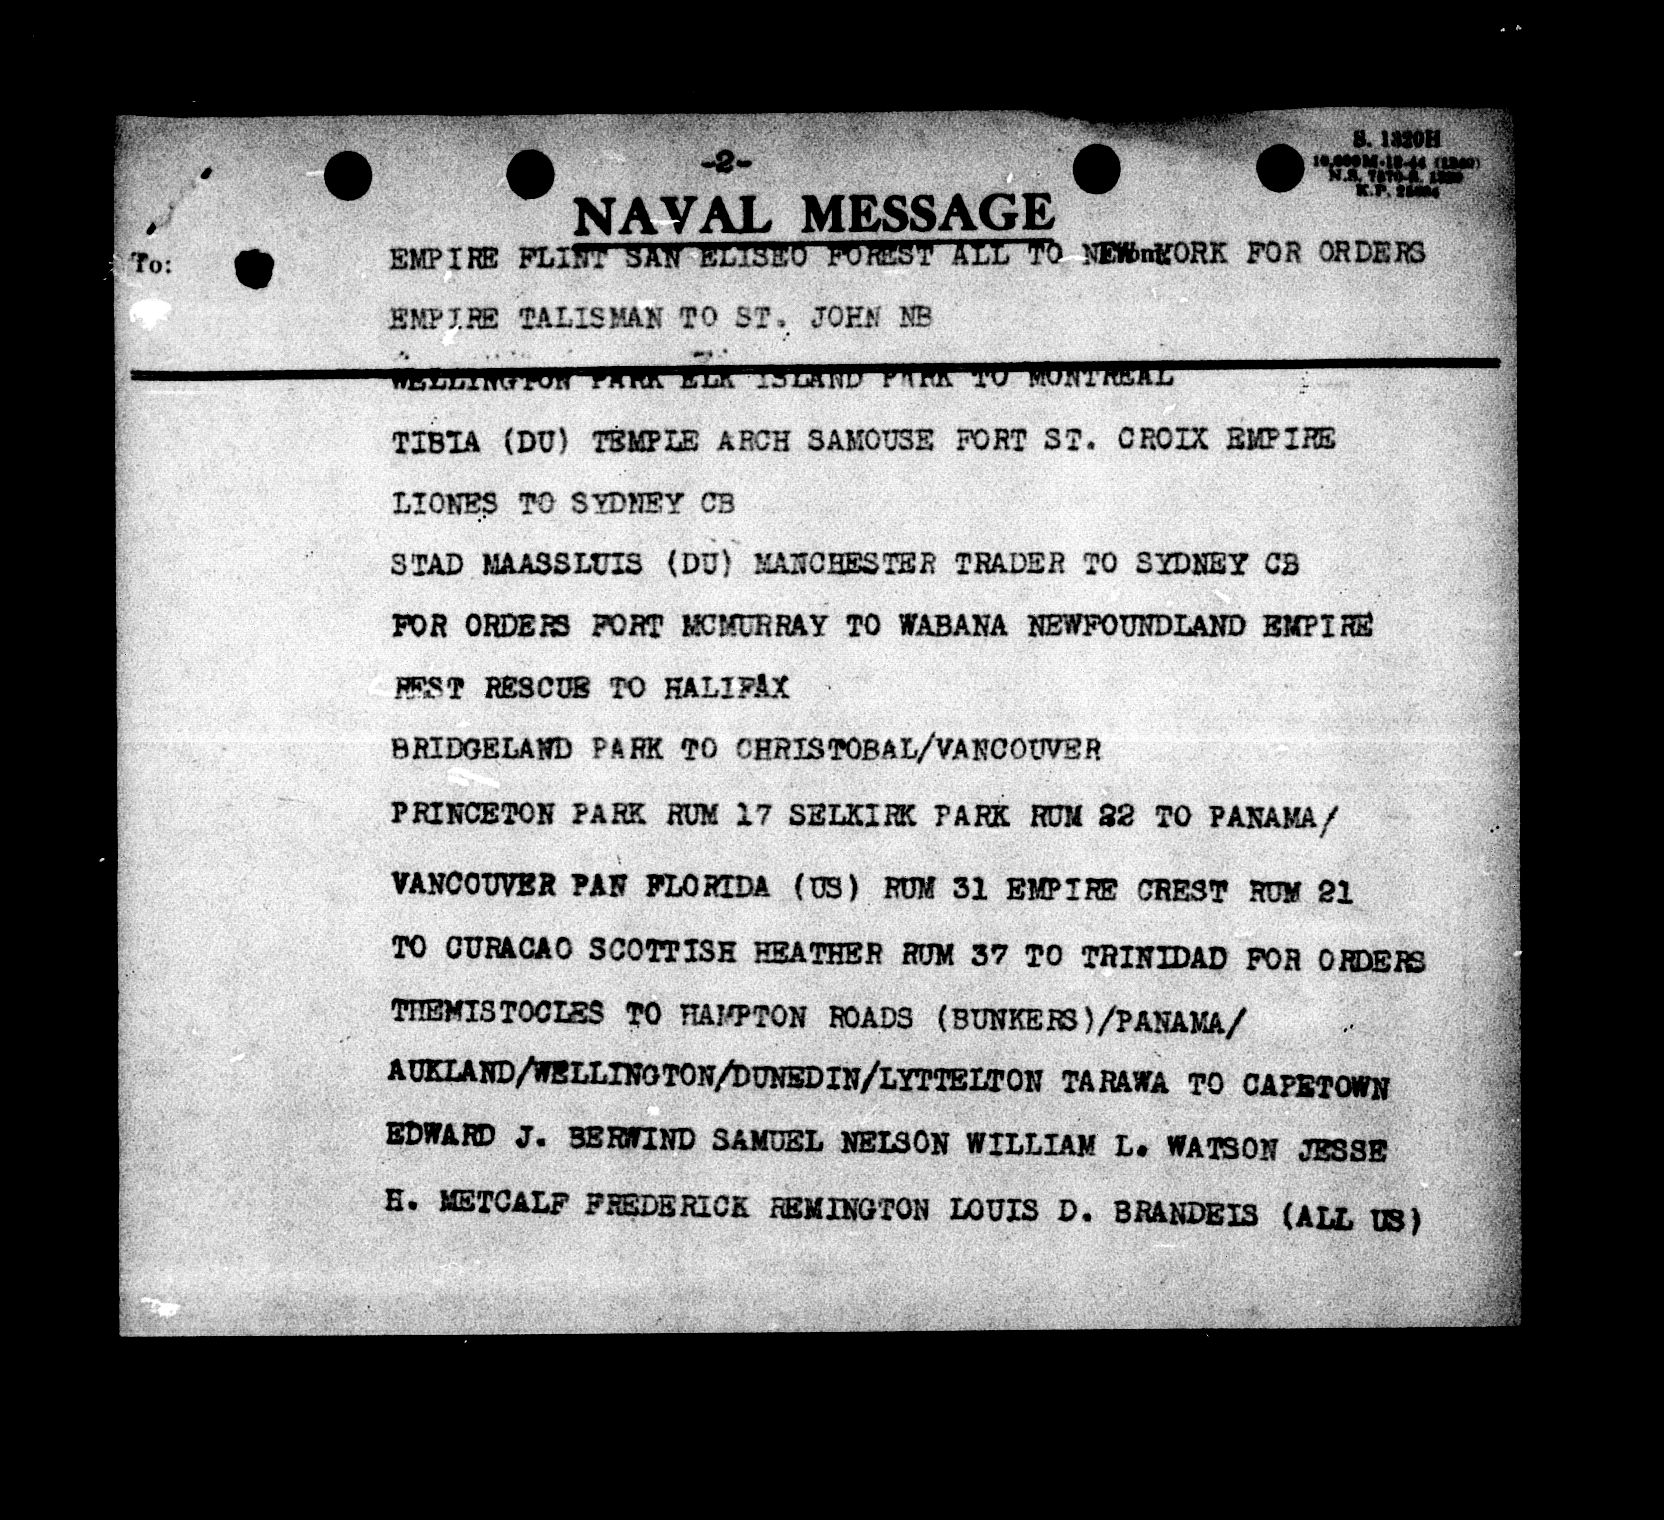 -2-
S. 1320H
NAVAL MESSAGE
To:
EMPIRE FLINT SAN ELISEO FOREST ALL TO NEW YORK FOR ORDERS
EMPIRE TALISMAN TO ST. JOHN NB
WELLINGTON PARK ELK ISLAND PARK TO MONTREAL
TIBIA (DU) TEMPLE ARCH SAMOUSE FORT ST. CROIX EMPIRE
LIONES TO SYDNEY CB
STAD MAASSLUIS (DU) MANCHESTER TRADER TO SYDNEY CB
FOR ORDERS FORT MCMURRAY TO WABANA NEWFOUNDLAND EMPIRE
REST RESCUE TO HALIFAX
BRIDGELAND PARK TO CHRISTOBAL/VANCOUVER
PRINCETON PARK RUM 17 SELKIRK PARK RUM 22 TO PANAMA/
VANCOUVER PAN FLORIDA (US) RUM 31 EMPIRE CREST RUM 21
TO CURACAO SCOTTISH HEATHER RUM 37 TO TRINIDAD FOR ORDERS
THEMISTOCLES TO HAMPTON ROADS (BUNKERS)/PANAMA/
AUKLAND/WELLINGTON/DUNEDIN/LYTTELTON TARAWA TO CAPETOWN
EDWARD J. BERWIND SAMUEL NELSON WILLIAM L. WATSON JESSE
H. METCALF FREDERICK REMINGTON LOUIS D. BRANDEIS (ALL US)